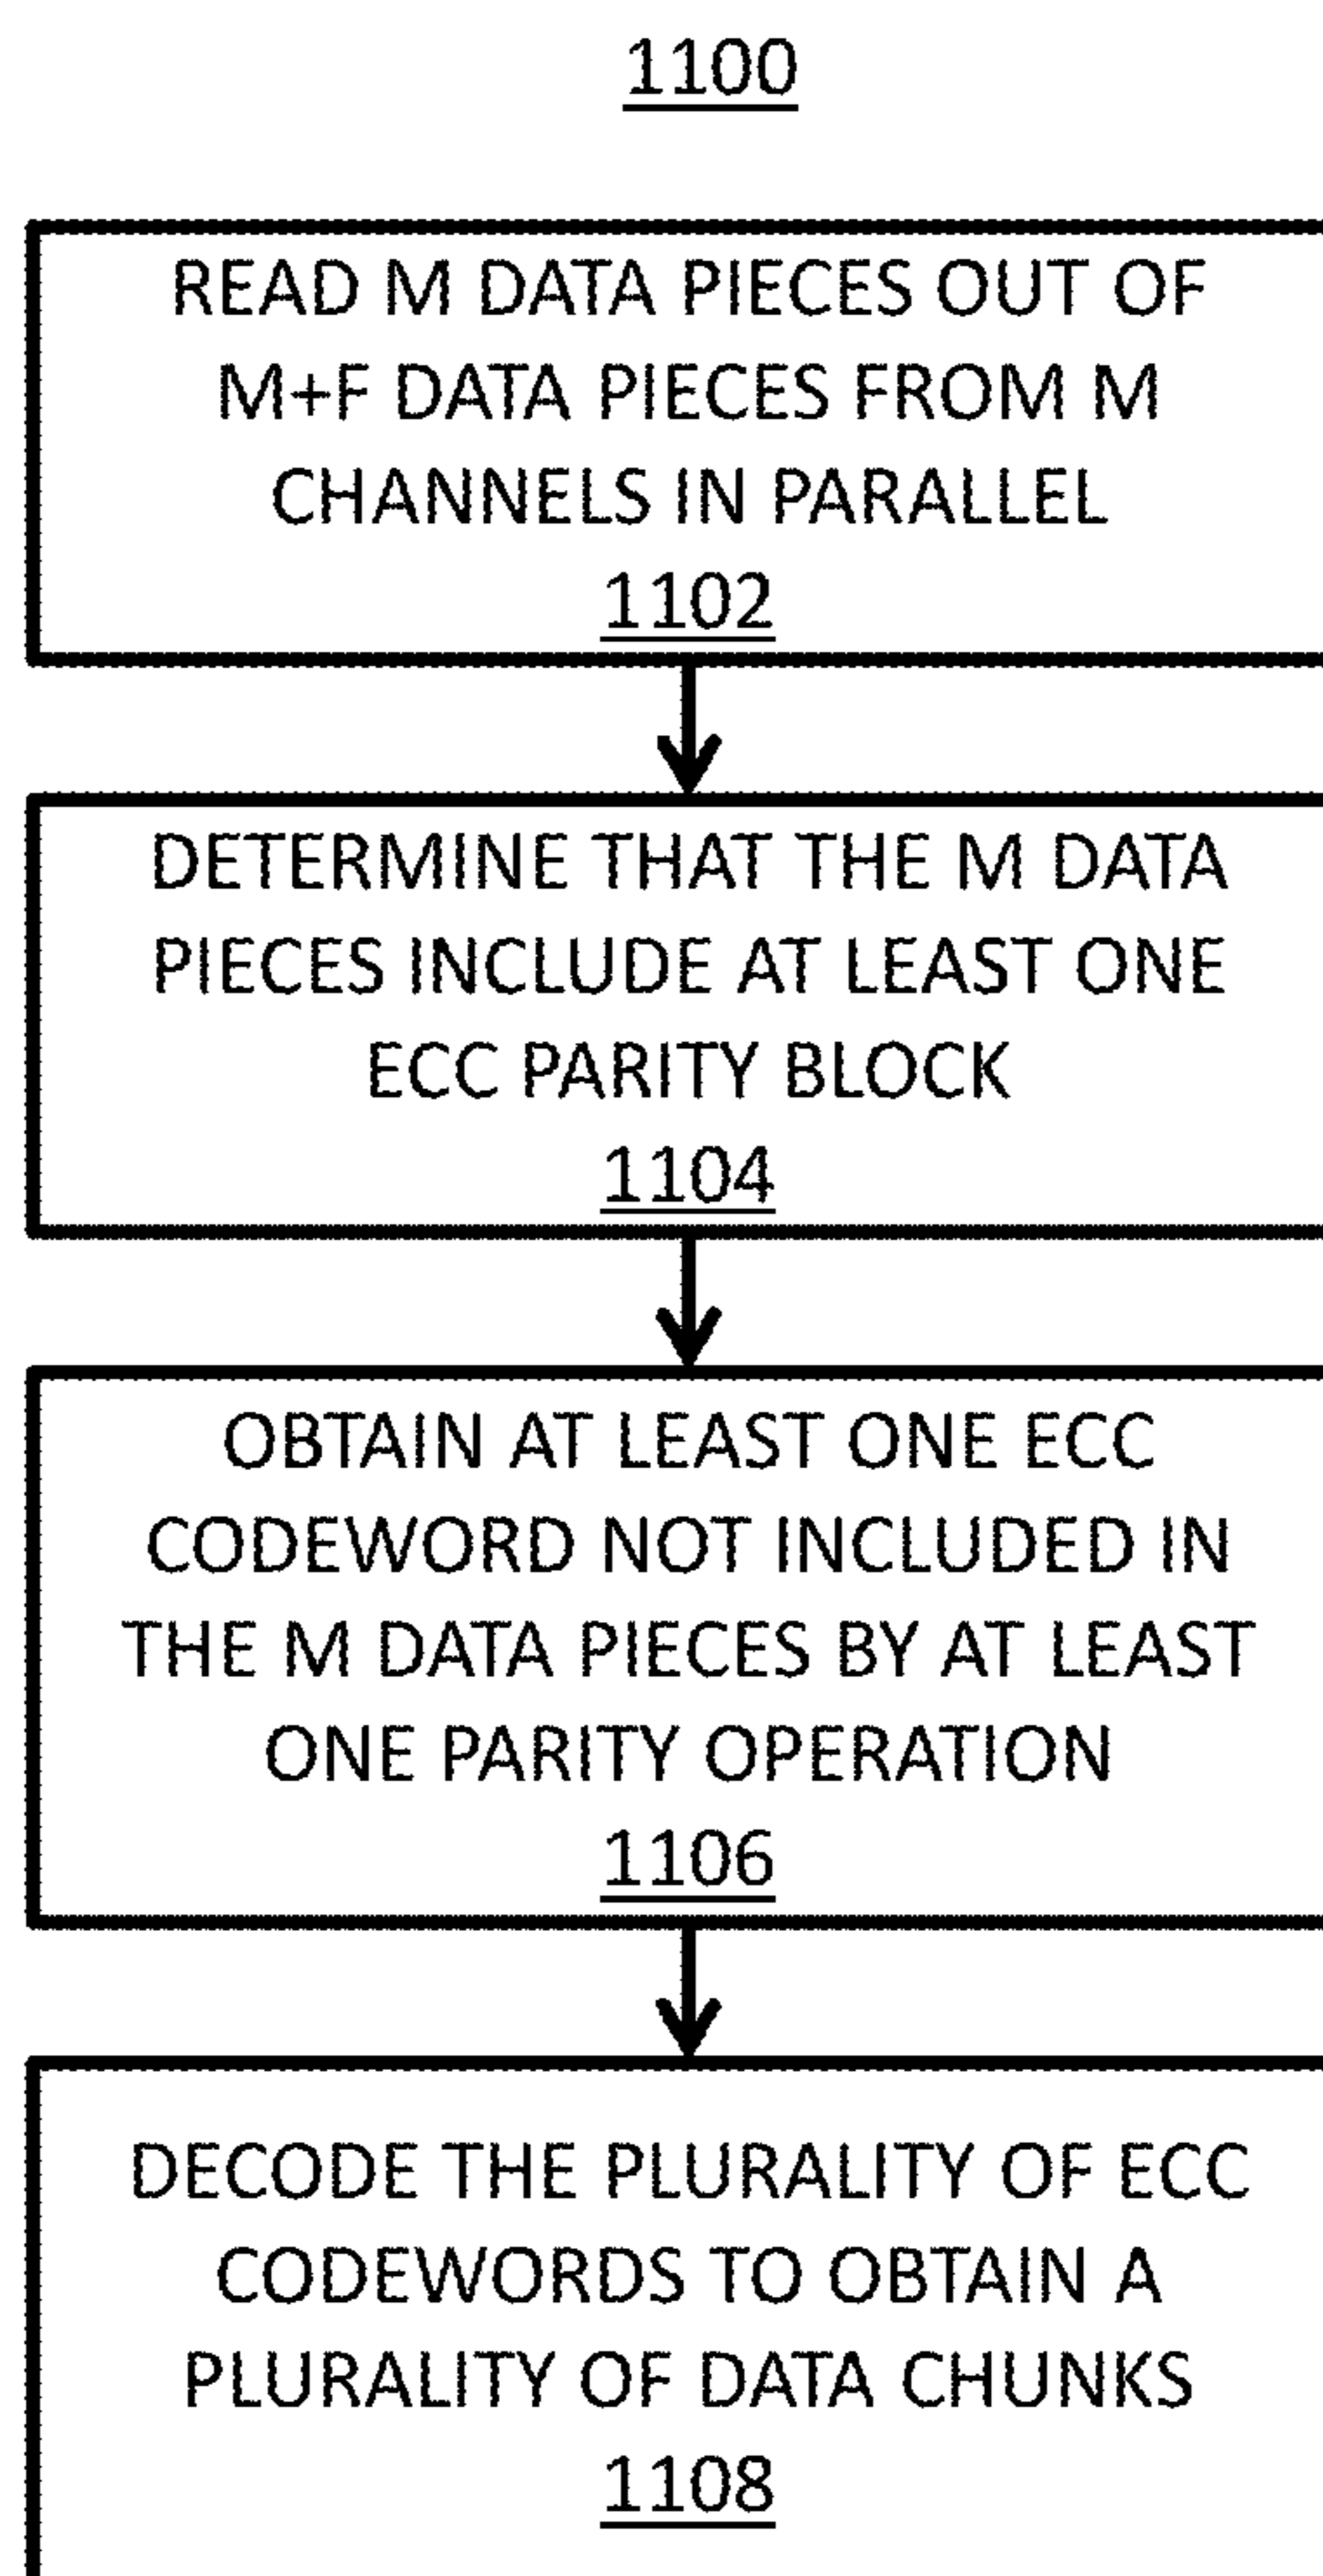 1100
READ M DATA PIECES OUT OF
M+F DATA PIECES FROM M
CHANNELS IN PARALLEL
1102
DETERMINE THAT THE M DATA
PIECES INCLUDE AT LEAST ONE
ECC PARITY BLOCK
1104
OBTAIN AT LEAST ONE ECC
CODEWORD NOT INCLUDED IN
THE M DATA PIECES BY AT LEAST
ONE PARITY OPERATION
1106
DECODE THE PLURALITY OF ECC
CODEWORDS TO OBTAIN A
PLURALITY OF DATA CHUNKS
1108